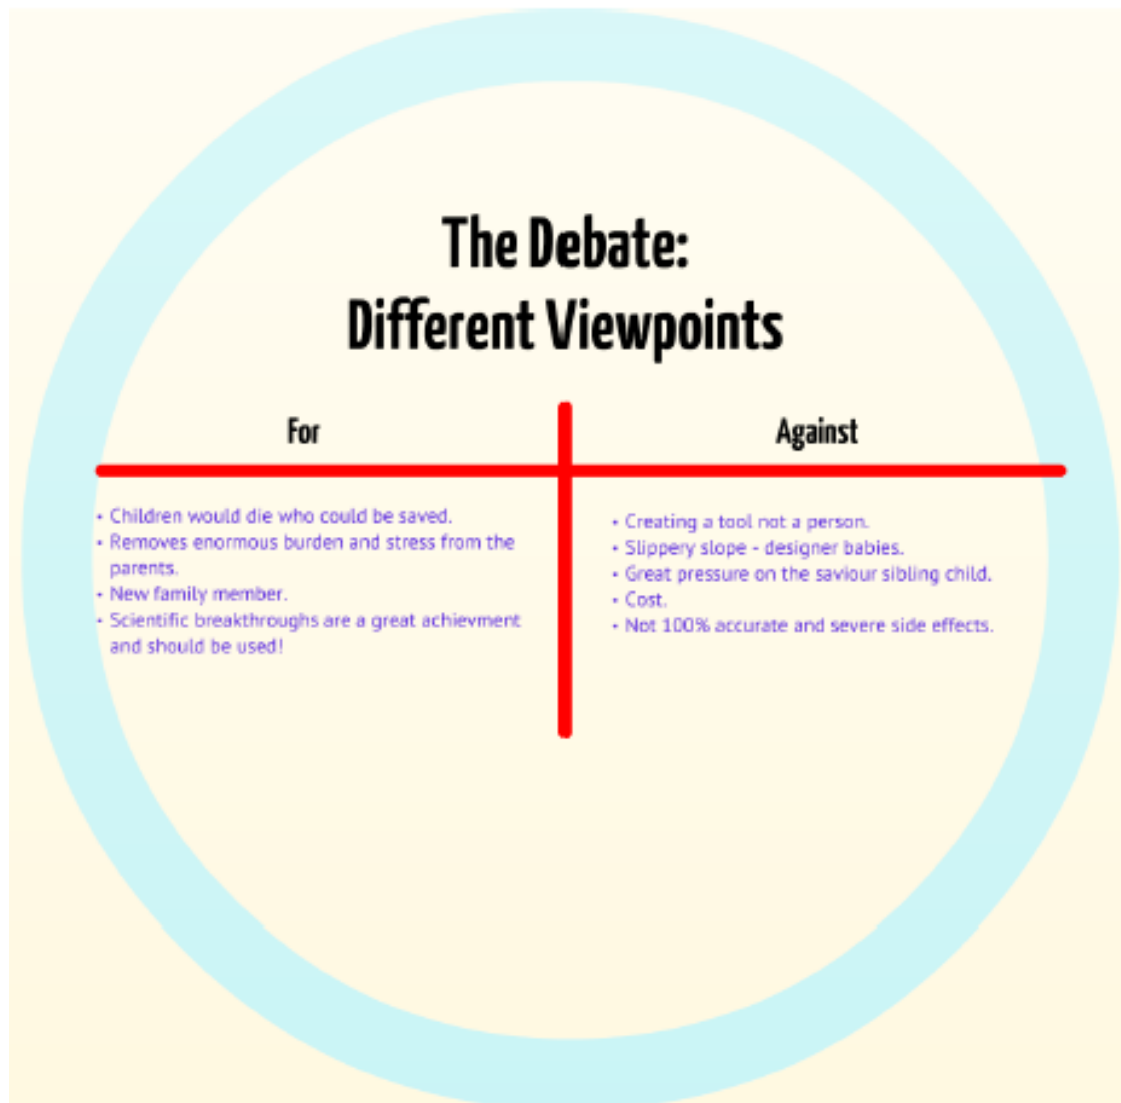 The Debate:
Different Viewpoints
For
• Children would die who could be saved.
• Removes enormous burden and stress from the
parents.
• New family member.
• Scientific breakthroughs are a great achievment
and should be used!
Against
• Creating a tool not a person.
• Slippery slope - designer babies.
• Great pressure on the saviour sibling child.
• Cost.
• Not 100% accurate and severe side effects.